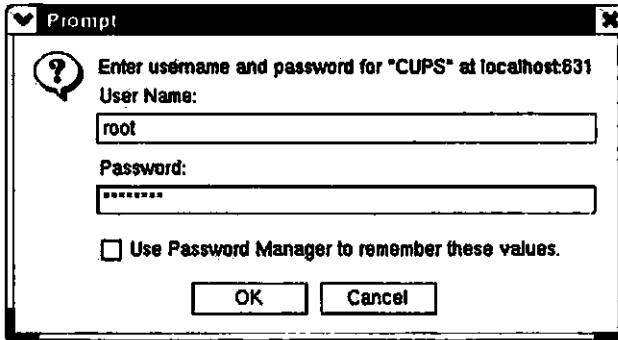 Prompt
Enter username and password for "CUPS" at localhost:631
User Name:
root
Password:
********
Use Password Manager to remember these values.
OK Cancel